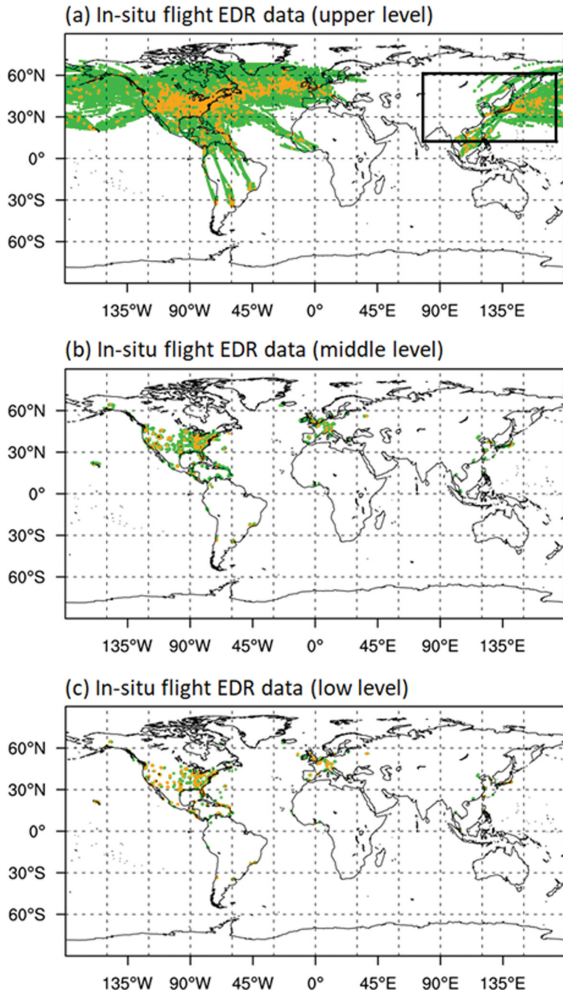 (a) In-situ flight EDR data (upper level)
60°N
30°N
0°
30°S
60°S
135°W 90°W 45°W 0° 45°E 90°E 135°E
(b) In-situ flight EDR data (middle level)
60°N
30°N
0°
30°S
60°S
135°W 90°W 45°W 0° 45°E 90°E 135°E
(c) In-situ flight EDR data (low level)
60°N
30°N
0°
30°S
60°S
135°W 90°W 45°W 0° 45°E 90°E 135°E